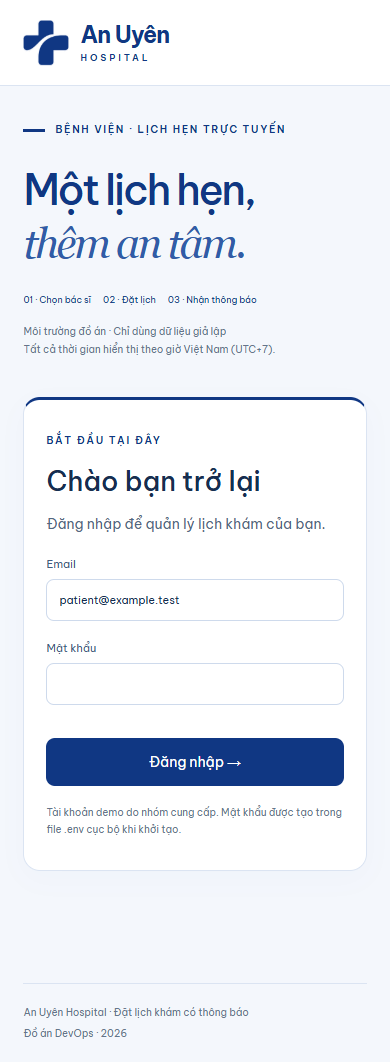 An Uyên
HOSPITAL
BỆNH VIỆN · LỊCH HẸN TRỰC TUYẾN
Một lịch hẹn,
thêm an tâm.
01 · Chọn bác sĩ 02 · Đặt lịch 03 · Nhận thông báo
Môi trường đồ án · Chỉ dùng dữ liệu giả lập
Tất cả thời gian hiển thị theo giờ Việt Nam (UTC+7).
BẮT ĐẦU TẠI ĐÂY
Chào bạn trở lại
Đăng nhập để quản lý lịch khám của bạn.
Email
patient@example.test
Mật khẩu
Đăng nhập →
Tài khoản demo do nhóm cung cấp. Mật khẩu được tạo trong
file .env cục bộ khi khởi tạo.
An Uyên Hospital · Đặt lịch khám có thông báo
Đồ án DevOps · 2026